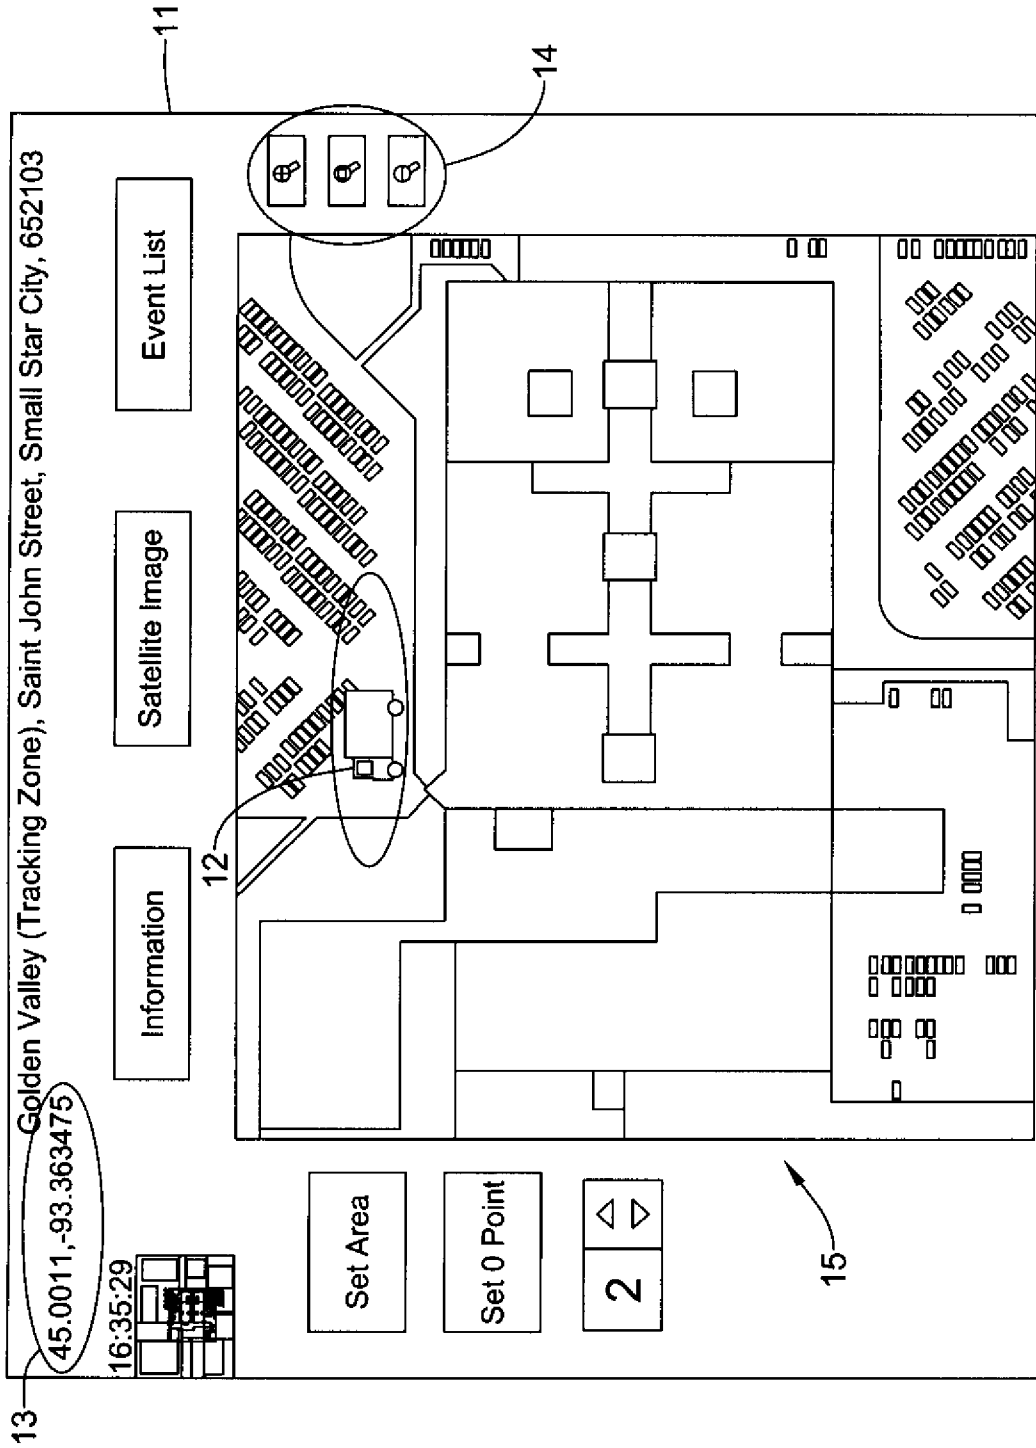 Golden Valley (Tracking Zone), Saint John Street, Small Star City, 652103
45.0011,-93.363475
16:35:29
Information
Satellite Image
Event List
Set Area
Set 0 Point
2
11
12
13
14
15